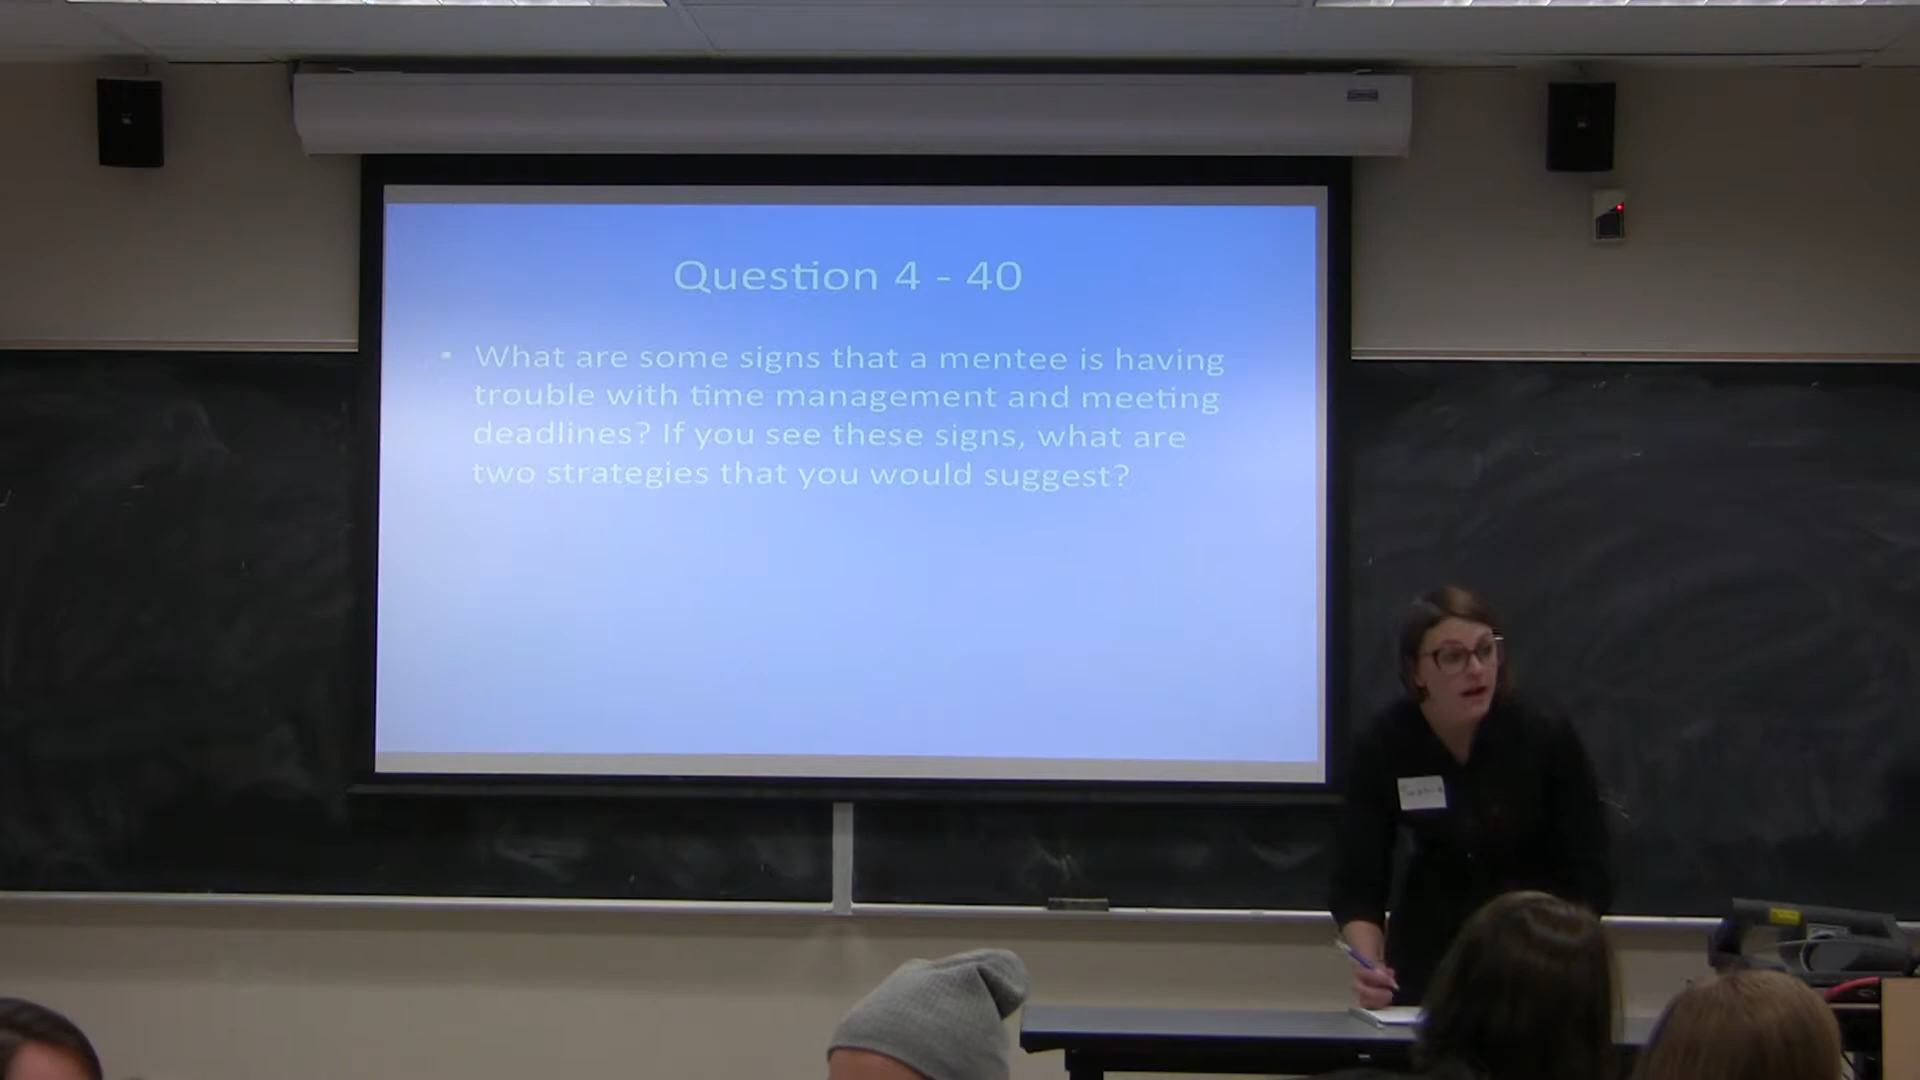 Question 4 - 40
• What are some signs that a mentee is having
trouble with time management and meeting
deadlines? If you see these signs, what are
two strategies that you would suggest?